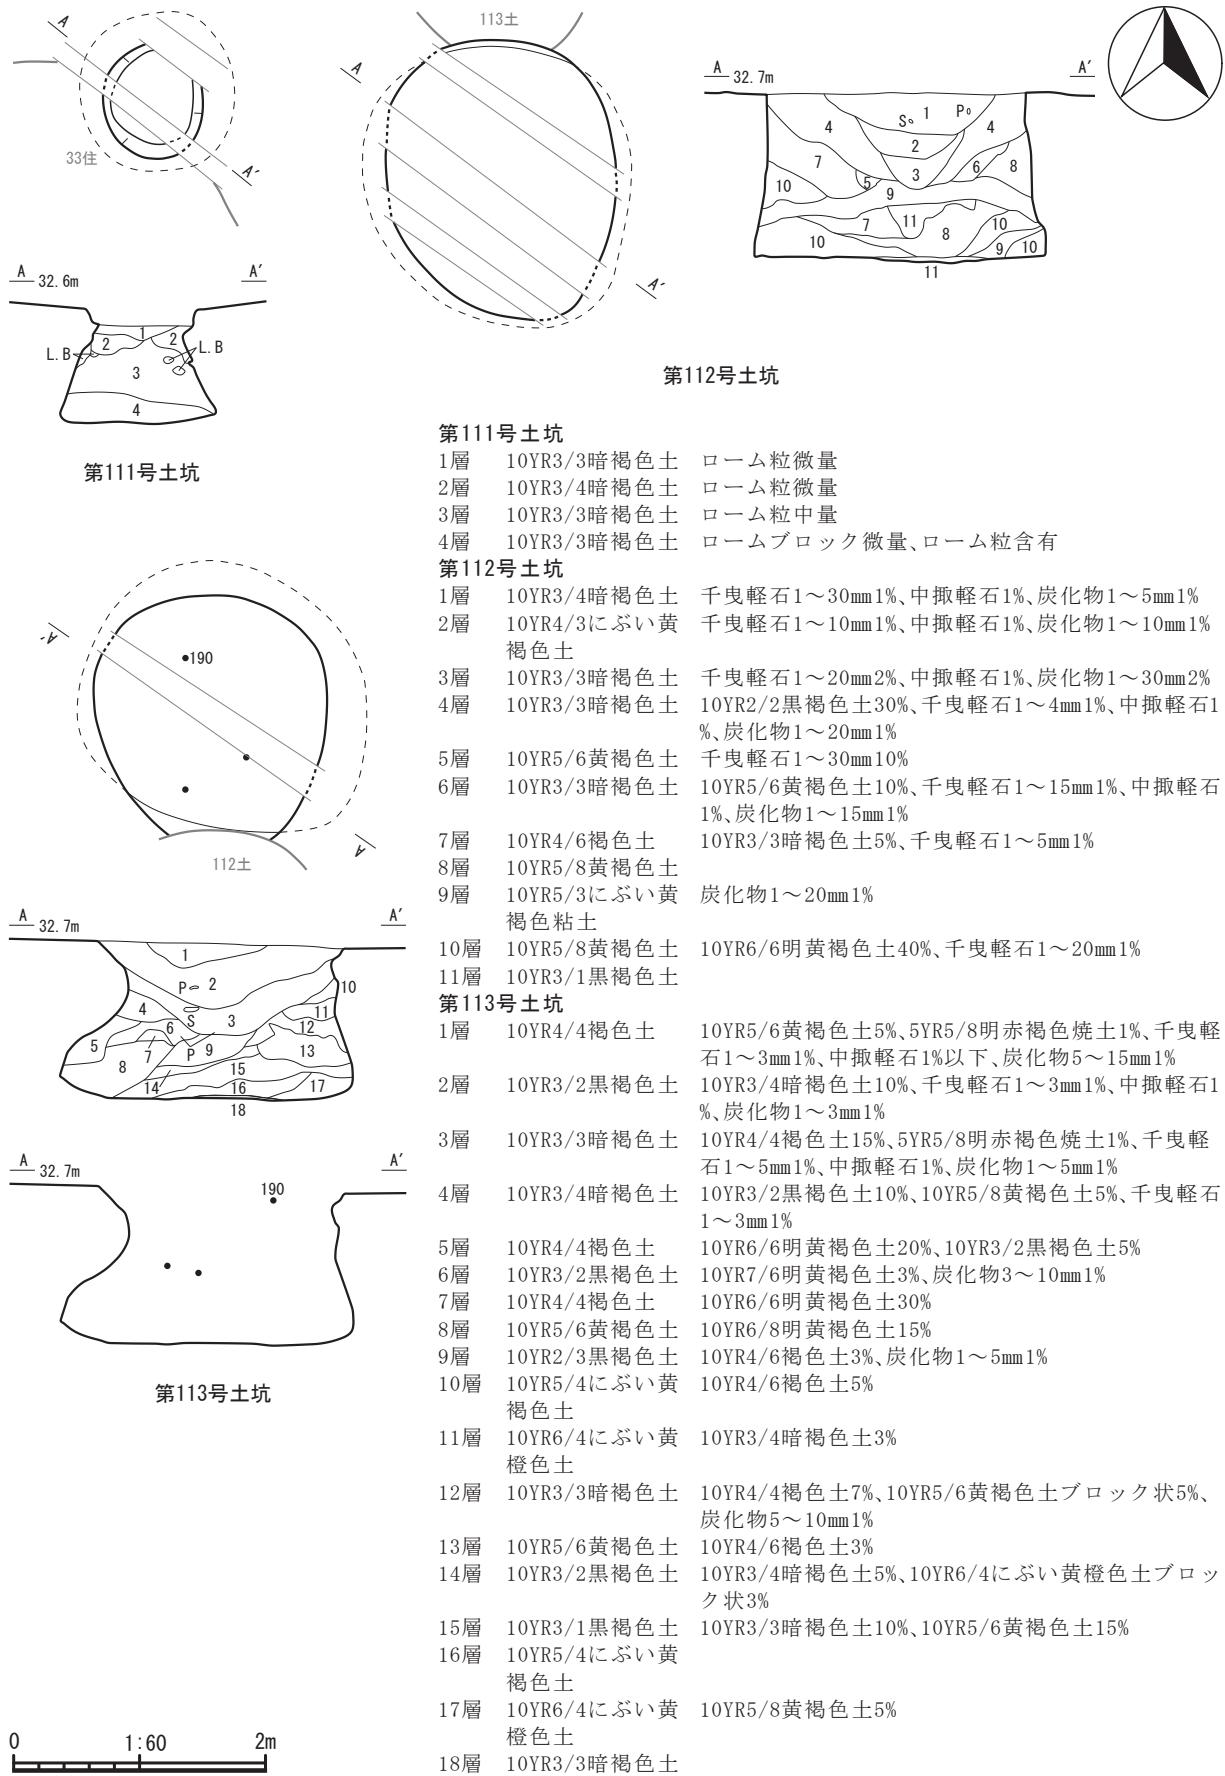 A
A′
33住
A 32.6m A′
1
2
2
L.B
L.B
3
4
第111号土坑
113土
A
A′
A 32.7m A′
S 1 P
4
4
2
7
3
5
6
8
10
9
7
11
8
10
10
9
10
11
第112号土坑
A′
190
A
112土
A 32.7m A′
1
P 2
10
4
S
3
11
6
12
5
7
P
9
13
8
15
14
16
17
18
A 32.7m A′
190
第113号土坑
第111号土坑
1層 10YR3/3暗褐色土 ローム粒微量
2層 10YR3/4暗褐色土 ローム粒微量
3層 10YR3/3暗褐色土 ローム粒中量
4層 10YR3/3暗褐色土 ロームブロック微量、ローム粒含有
第112号土坑
1層 10YR3/4暗褐色土 千曳軽石1～30㎜1%、中掫軽石1%、炭化物1～5㎜1%
2層 10YR4/3にぶい黄 千曳軽石1～10㎜1%、中掫軽石1%、炭化物1～10㎜1%
褐色土
3層 10YR3/3暗褐色土 千曳軽石1～20㎜2%、中掫軽石1%、炭化物1～30㎜2%
4層 10YR3/3暗褐色土 10YR2/2黒褐色土30%、千曳軽石1～4㎜1%、中掫軽石1
%、炭化物1～20㎜1%
5層 10YR5/6黄褐色土 千曳軽石1～30㎜10%
6層 10YR3/3暗褐色土 10YR5/6黄褐色土10%、千曳軽石1～15㎜1%、中掫軽石
1%、炭化物1～15㎜1%
7層 10YR4/6褐色土 10YR3/3暗褐色土5%、千曳軽石1～5㎜1%
8層 10YR5/8黄褐色土
9層 10YR5/3にぶい黄 炭化物1～20㎜1%
褐色粘土
10層 10YR5/8黄褐色土 10YR6/6明黄褐色土40%、千曳軽石1～20㎜1%
11層 10YR3/1黒褐色土
第113号土坑
1層 10YR4/4褐色土 10YR5/6黄褐色土5%、5YR5/8明赤褐色焼土1%、千曳軽
石1～3㎜1%、中掫軽石1%以下、炭化物5～15㎜1%
2層 10YR3/2黒褐色土 10YR3/4暗褐色土10%、千曳軽石1～3㎜1%、中掫軽石1
%、炭化物1～3㎜1%
3層 10YR3/3暗褐色土 10YR4/4褐色土15%、5YR5/8明赤褐色焼土1%、千曳軽
石1～5㎜1%、中掫軽石1%、炭化物1～5㎜1%
4層 10YR3/4暗褐色土 10YR3/2黒褐色土10%、10YR5/8黄褐色土5%、千曳軽石
1～3㎜1%
5層 10YR4/4褐色土 10YR6/6明黄褐色土20%、10YR3/2黒褐色土5%
6層 10YR3/2黒褐色土 10YR7/6明黄褐色土3%、炭化物3～10㎜1%
7層 10YR4/4褐色土 10YR6/6明黄褐色土30%
8層 10YR5/6黄褐色土 10YR6/8明黄褐色土15%
9層 10YR2/3黒褐色土 10YR4/6褐色土3%、炭化物1～5㎜1%
10層 10YR5/4にぶい黄 10YR4/6褐色土5%
褐色土
11層 10YR6/4にぶい黄 10YR3/4暗褐色土3%
橙色土
12層 10YR3/3暗褐色土 10YR4/4褐色土7%、10YR5/6黄褐色土ブロック状5%、
炭化物5～10㎜1%
13層 10YR5/6黄褐色土 10YR4/6褐色土3%
14層 10YR3/2黒褐色土 10YR3/4暗褐色土5%、10YR6/4にぶい黄橙色土ブロッ
ク状3%
15層 10YR3/1黒褐色土 10YR3/3暗褐色土10%、10YR5/6黄褐色土15%
16層 10YR5/4にぶい黄
褐色土
17層 10YR6/4にぶい黄 10YR5/8黄褐色土5%
橙色土
18層 10YR3/3暗褐色土
0 1:60 2m